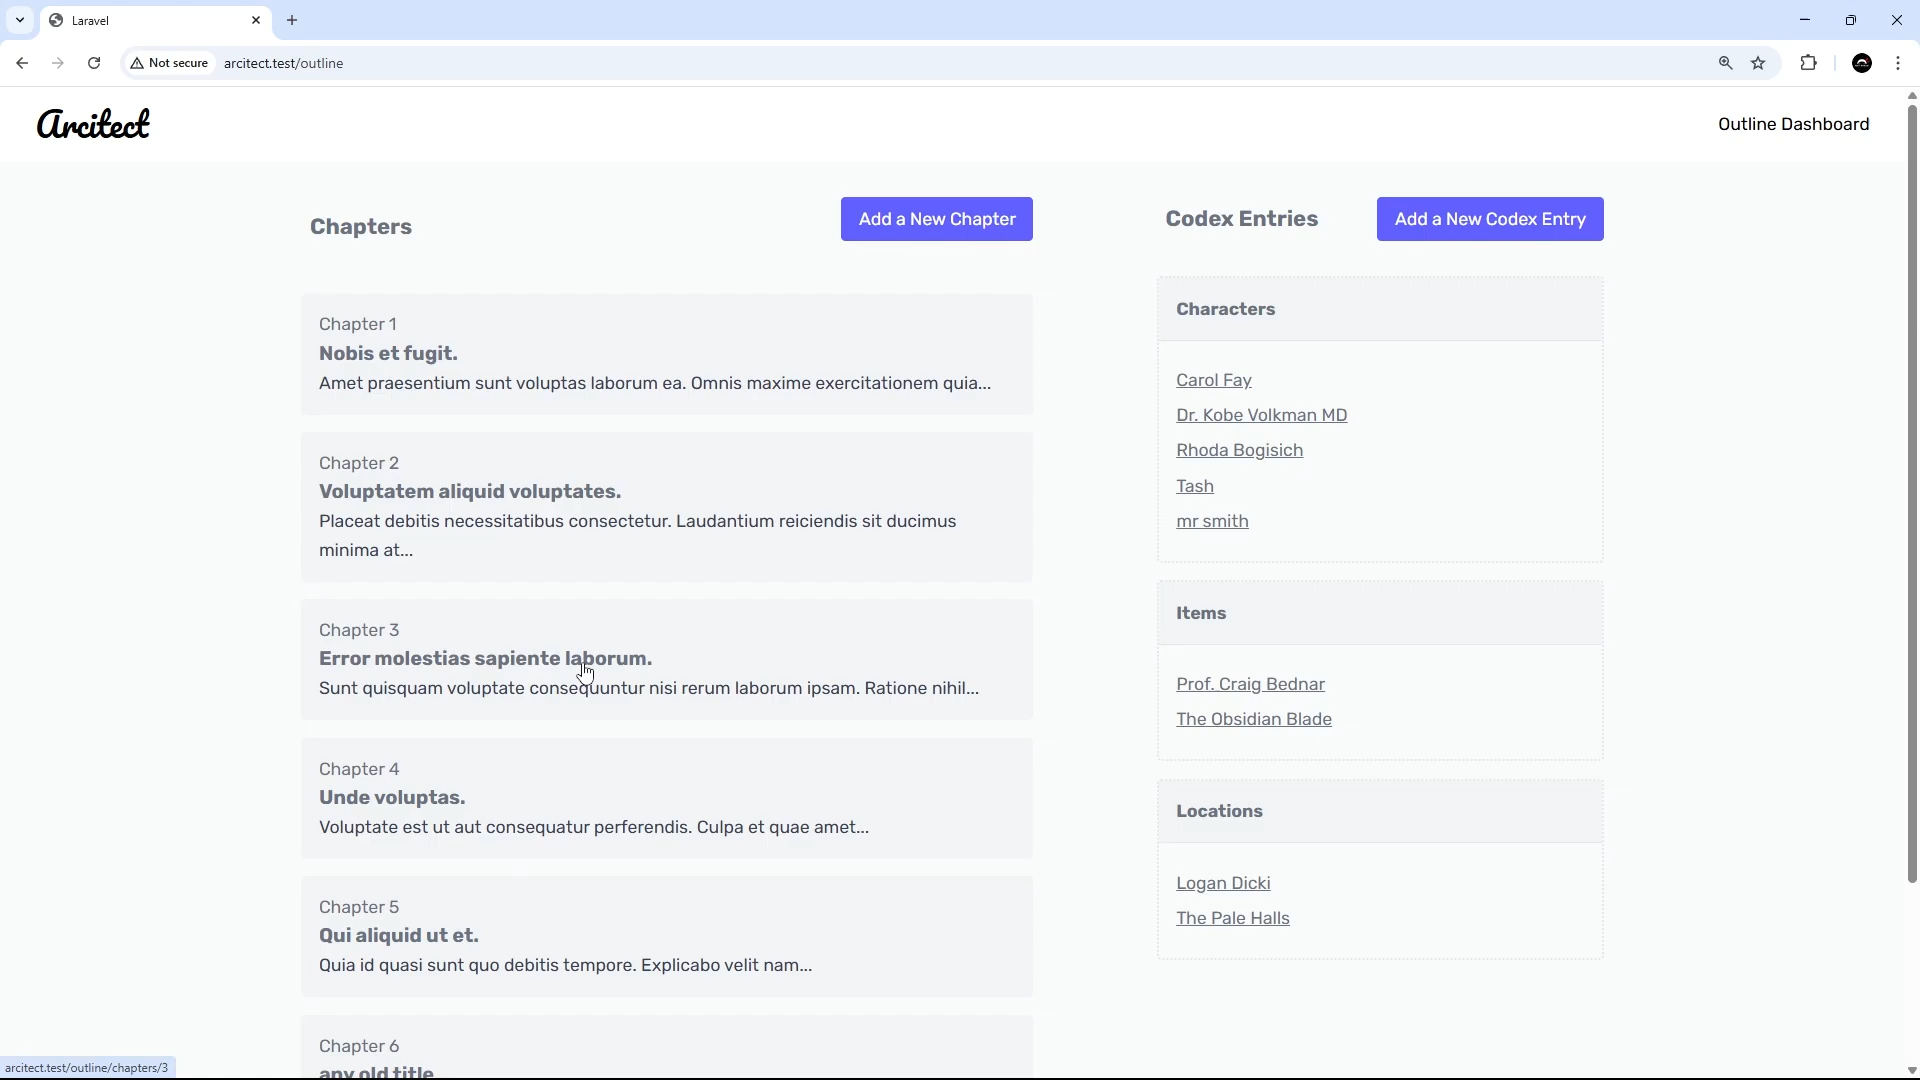 Laravel
Not secure
arcitect.test/outline
Arcitect
Outline Dashboard
Chapters
Add a New Chapter
Chapter 1
Nobis et fugit.
Amet praesentium sunt voluptas laborum ea. Omnis maxime exercitationem quia...
Chapter 2
Voluptatem aliquid voluptates.
Placeat debitis necessitatibus consectetur. Laudantium reiciendis sit ducimus
minima at...
Chapter 3
Error molestias sapiente laborum.
Sunt quisquam voluptate consequuntur nisi rerum laborum ipsam. Ratione nihil...
Chapter 4
Unde voluptas.
Voluptate est ut aut consequatur perferendis. Culpa et quae amet...
Chapter 5
Qui aliquid ut et.
Quia id quasi sunt quo debitis tempore. Explicabo velit nam...
Chapter 6
any old title
Codex Entries
Add a New Codex Entry
Characters
Carol Fay
Dr. Kobe Volkman MD
Rhoda Bogisich
Tash
mr smith
Items
Prof. Craig Bednar
The Obsidian Blade
Locations
Logan Dicki
The Pale Halls
arcitect.test/outline/chapters/3